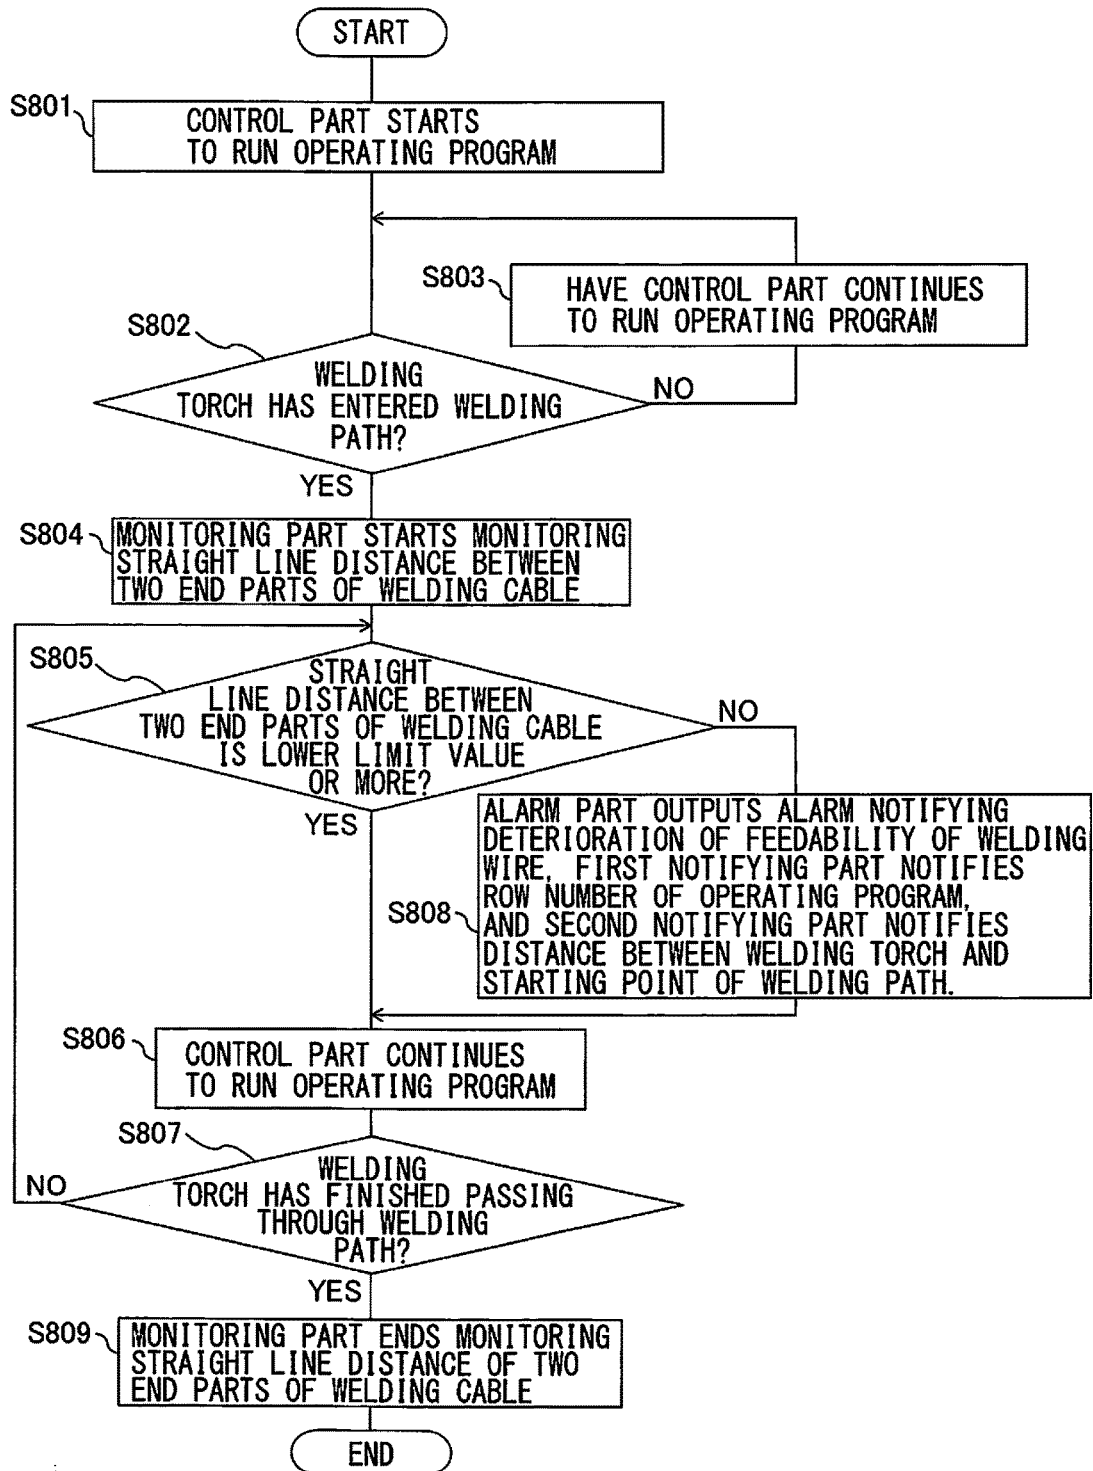 START
S801
CONTROL PART STARTS
TO RUN OPERATING PROGRAM
S803
HAVE CONTROL PART CONTINUES
TO RUN OPERATING PROGRAM
S802
WELDING
TORCH HAS ENTERED WELDING
PATH?
NO
YES
S804
MONITORING PART STARTS MONITORING
STRAIGHT LINE DISTANCE BETWEEN
TWO END PARTS OF WELDING CABLE
S805
STRAIGHT
LINE DISTANCE BETWEEN
TWO END PARTS OF WELDING CABLE
IS LOWER LIMIT VALUE
OR MORE?
NO
YES
S808
ALARM PART OUTPUTS ALARM NOTIFYING
DETERIORATION OF FEEDABILITY OF WELDING
WIRE, FIRST NOTIFYING PART NOTIFIES
ROW NUMBER OF OPERATING PROGRAM,
AND SECOND NOTIFYING PART NOTIFIES
DISTANCE BETWEEN WELDING TORCH AND
STARTING POINT OF WELDING PATH.
S806
CONTROL PART CONTINUES
TO RUN OPERATING PROGRAM
S807
WELDING
TORCH HAS FINISHED PASSING
THROUGH WELDING
PATH?
NO
YES
S809
MONITORING PART ENDS MONITORING
STRAIGHT LINE DISTANCE OF TWO
END PARTS OF WELDING CABLE
END